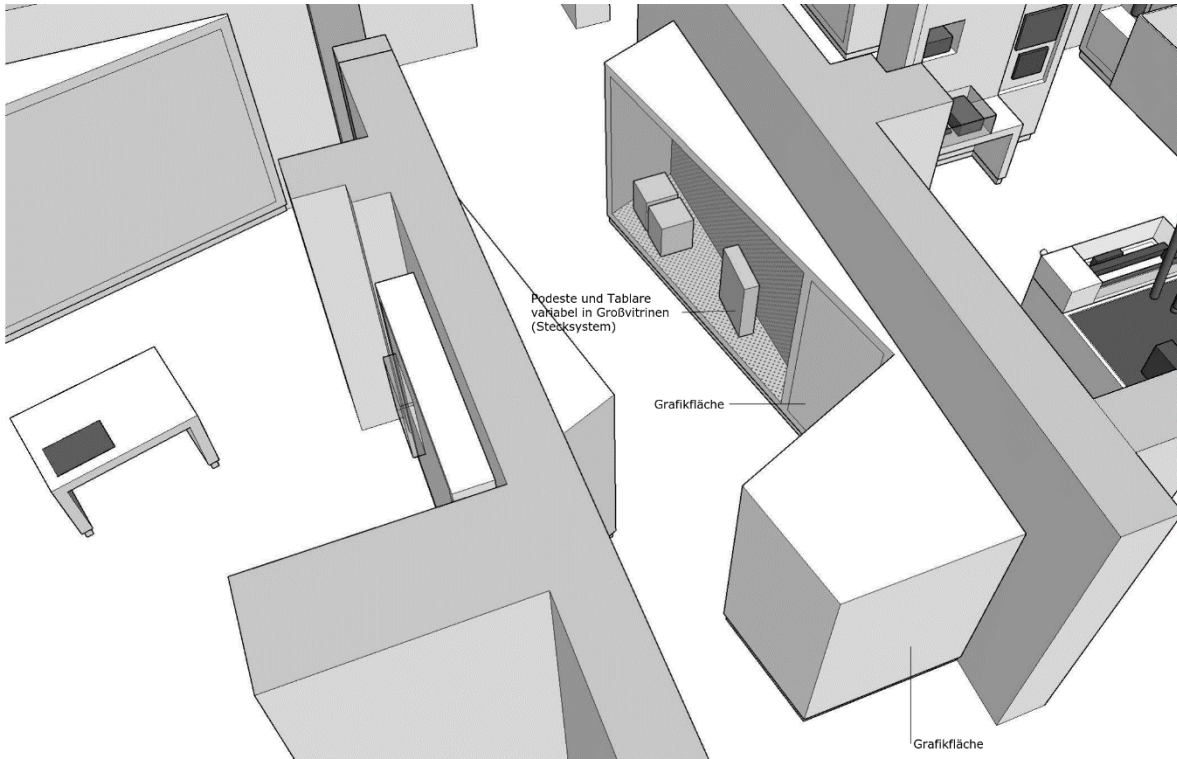 Podeste und Tablare
variabel in Großvitrinen
(Stecksystem)
Grafikfläche
Grafikfläche